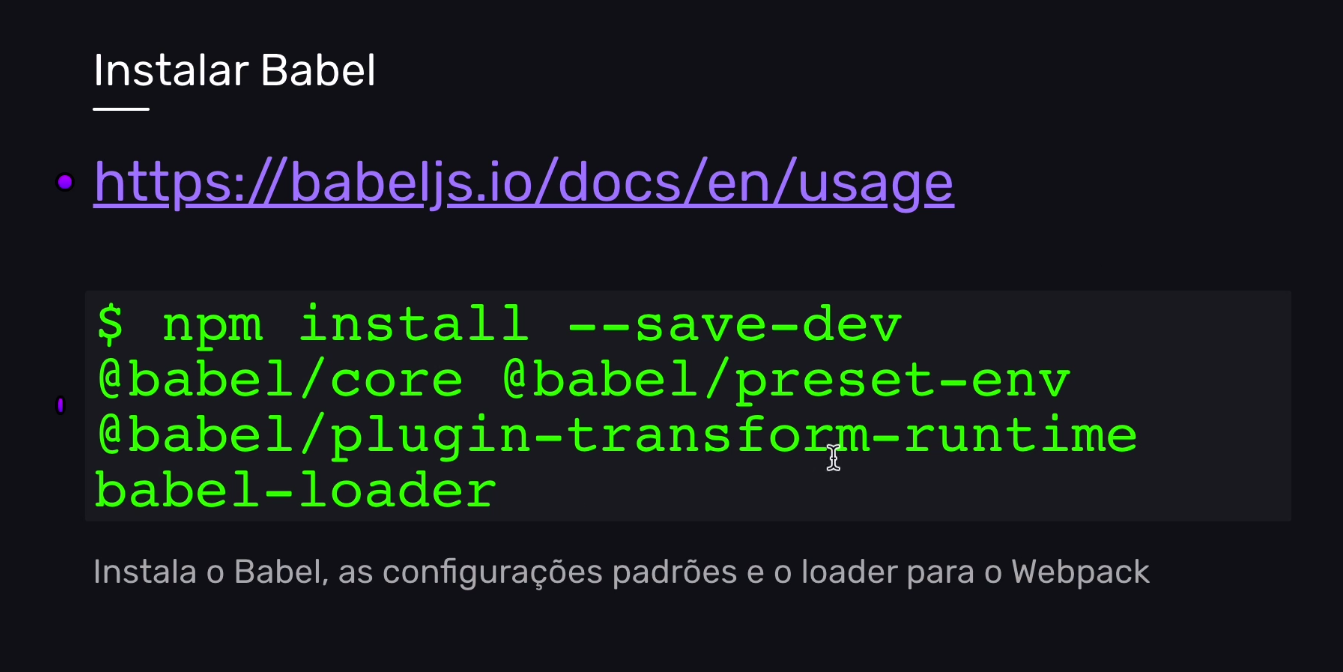 Instalar Babel
https://babeljs.io/docs/en/usage
$ npm install --save-dev
@babel/core @babel/preset-env
@babel/plugin-transform-runtime
babel-loader
Instala o Babel, as configurações padrões e o loader para o Webpack